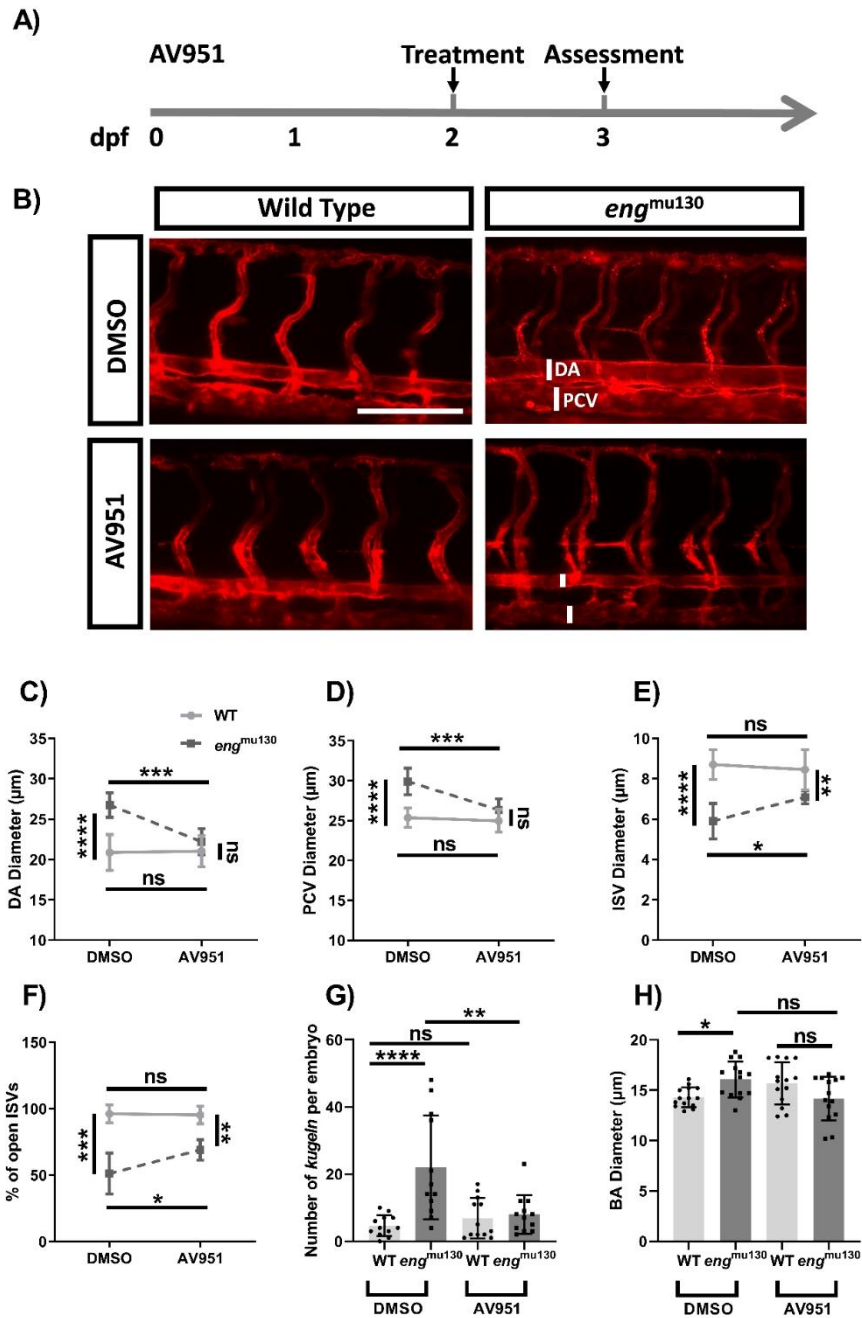 A)
AV951 Treatment Assessment
dpf 0 1 2 3
B)
Wild Type eng^mu130
DMSO
DA
PCV
AV951
C) D) E)
WT
eng^mu130
DA Diameter (μm)
35
30
25
20
15
10
***
****
ns
ns
DMSO AV951
PCV Diameter (μm)
35
30
25
20
15
10
***
****
ns
ns
DMSO AV951
ISV Diameter (μm)
10
8
6
4
2
0
ns
****
**
*
DMSO AV951
F) G) H)
% of open ISVs
150
100
50
0
ns
***
**
*
DMSO AV951
Number of kugeln per embryo
60
40
20
0
**
ns
****
WT eng^mu130 WT eng^mu130
DMSO AV951
BA Diameter (μm)
20
15
10
5
0
ns
*
ns
WT eng^mu130 WT eng^mu130
DMSO AV951